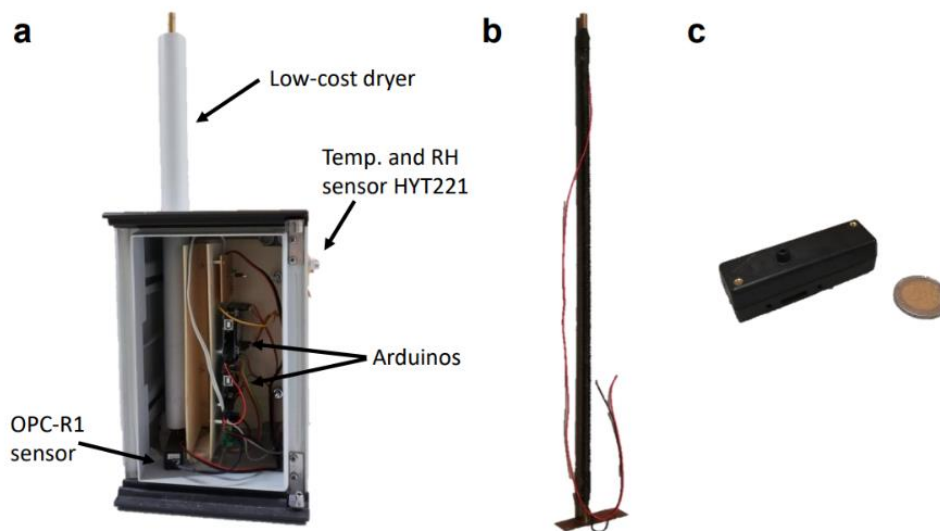 a
b
c
Low-cost dryer
Temp. and RH
sensor HYT221
Arduinos
OPC-R1
sensor